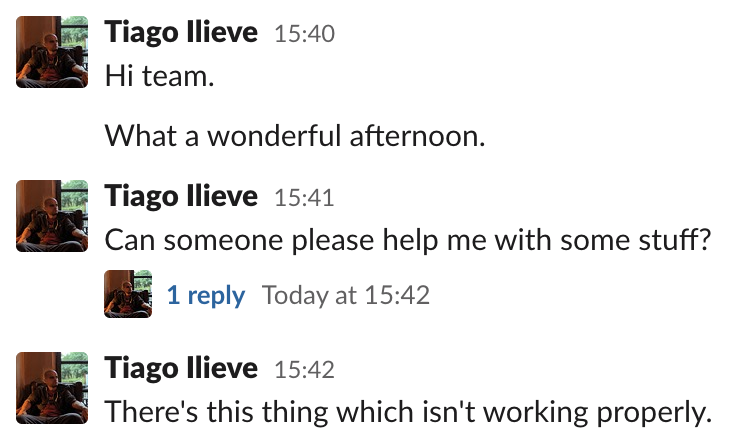 Tiago Ilieve 15:40
Hi team.
What a wonderful afternoon.
Tiago Ilieve 15:41
Can someone please help me with some stuff?
1 reply Today at 15:42
Tiago Ilieve 15:42
There's this thing which isn't working properly.